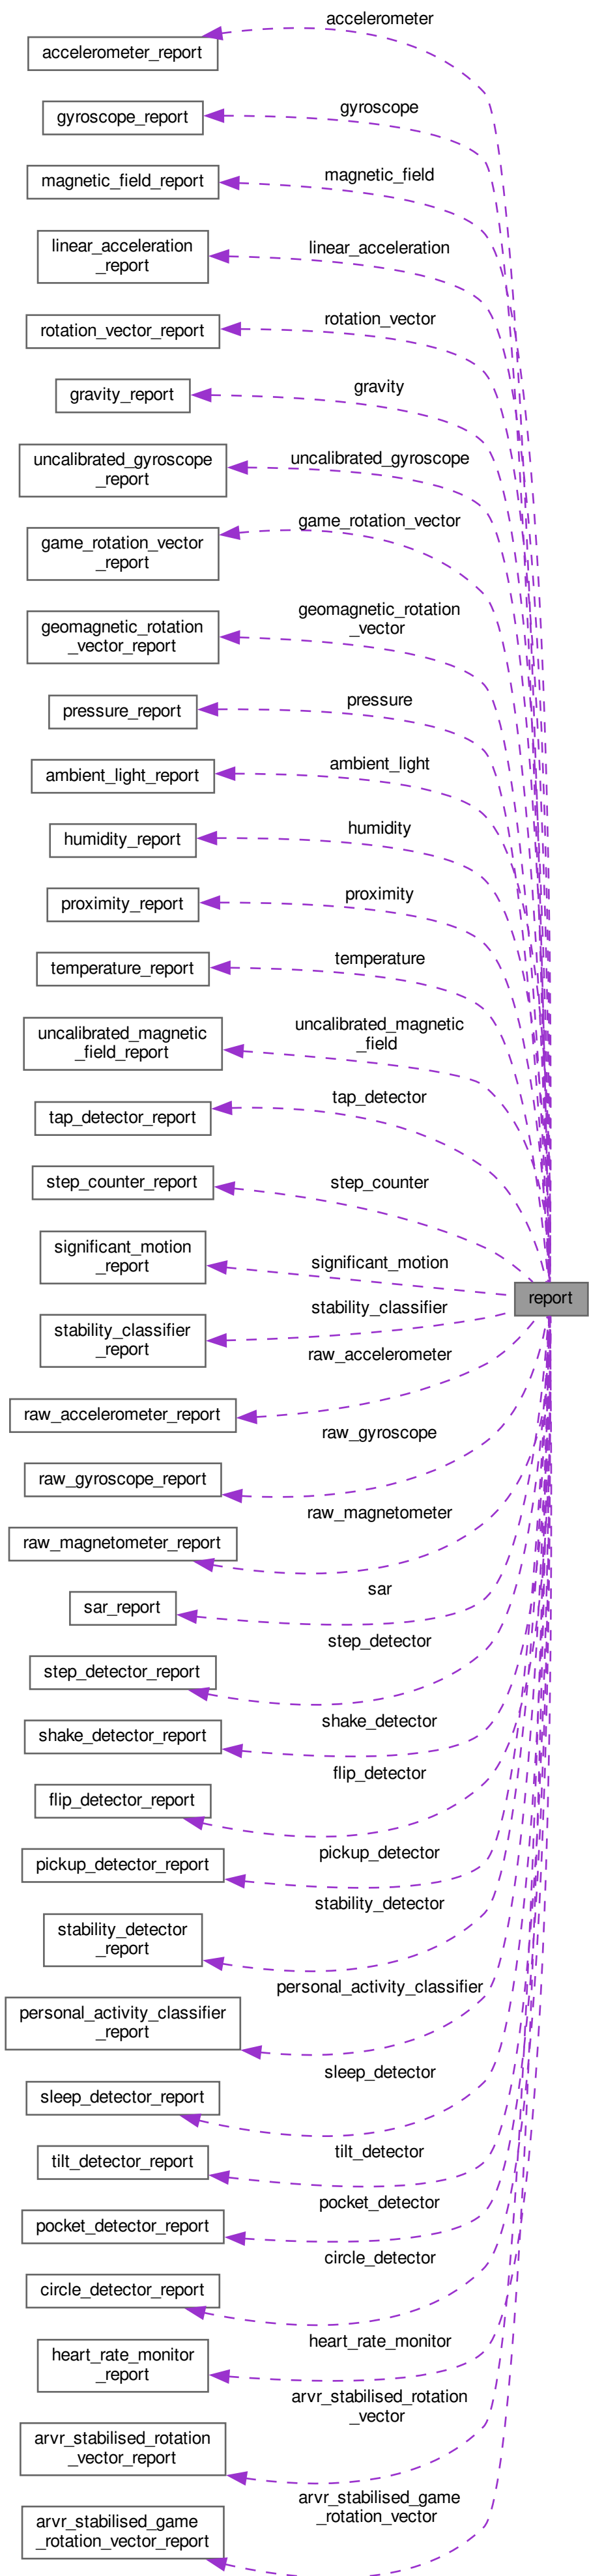 accelerometer
accelerometer_report
gyroscope
gyroscope_report
magnetic_field
magnetic_field_report
linear_acceleration
_report
linear_acceleration
rotation_vector
rotation_vector_report
gravity
gravity_report
uncalibrated_gyroscope
_report
uncalibrated_gyroscope
game_rotation_vector
game_rotation_vector
_report
geomagnetic_rotation
_vector
geomagnetic_rotation
_vector_report
pressure
pressure_report
ambient_light
ambient_light_report
humidity
humidity_report
proximity
proximity_report
temperature
temperature_report
uncalibrated_magnetic
_field
uncalibrated_magnetic
_field_report
tap_detector
tap_detector_report
step_counter
step_counter_report
significant_motion
_report
significant_motion
report
stability_classifier
stability_classifier
_report
raw_accelerometer
raw_accelerometer_report
raw_gyroscope
raw_gyroscope_report
raw_magnetometer
raw_magnetometer_report
sar
sar_report
step_detector
step_detector_report
shake_detector
shake_detector_report
flip_detector
flip_detector_report
pickup_detector
pickup_detector_report
stability_detector
stability_detector
_report
personal_activity_classifier
personal_activity_classifier
_report
sleep_detector
sleep_detector_report
tilt_detector
tilt_detector_report
pocket_detector
pocket_detector_report
circle_detector
circle_detector_report
heart_rate_monitor
heart_rate_monitor
_report
arvr_stabilised_rotation
_vector
arvr_stabilised_rotation
_vector_report
arvr_stabilised_game
_rotation_vector
arvr_stabilised_game
_rotation_vector_report